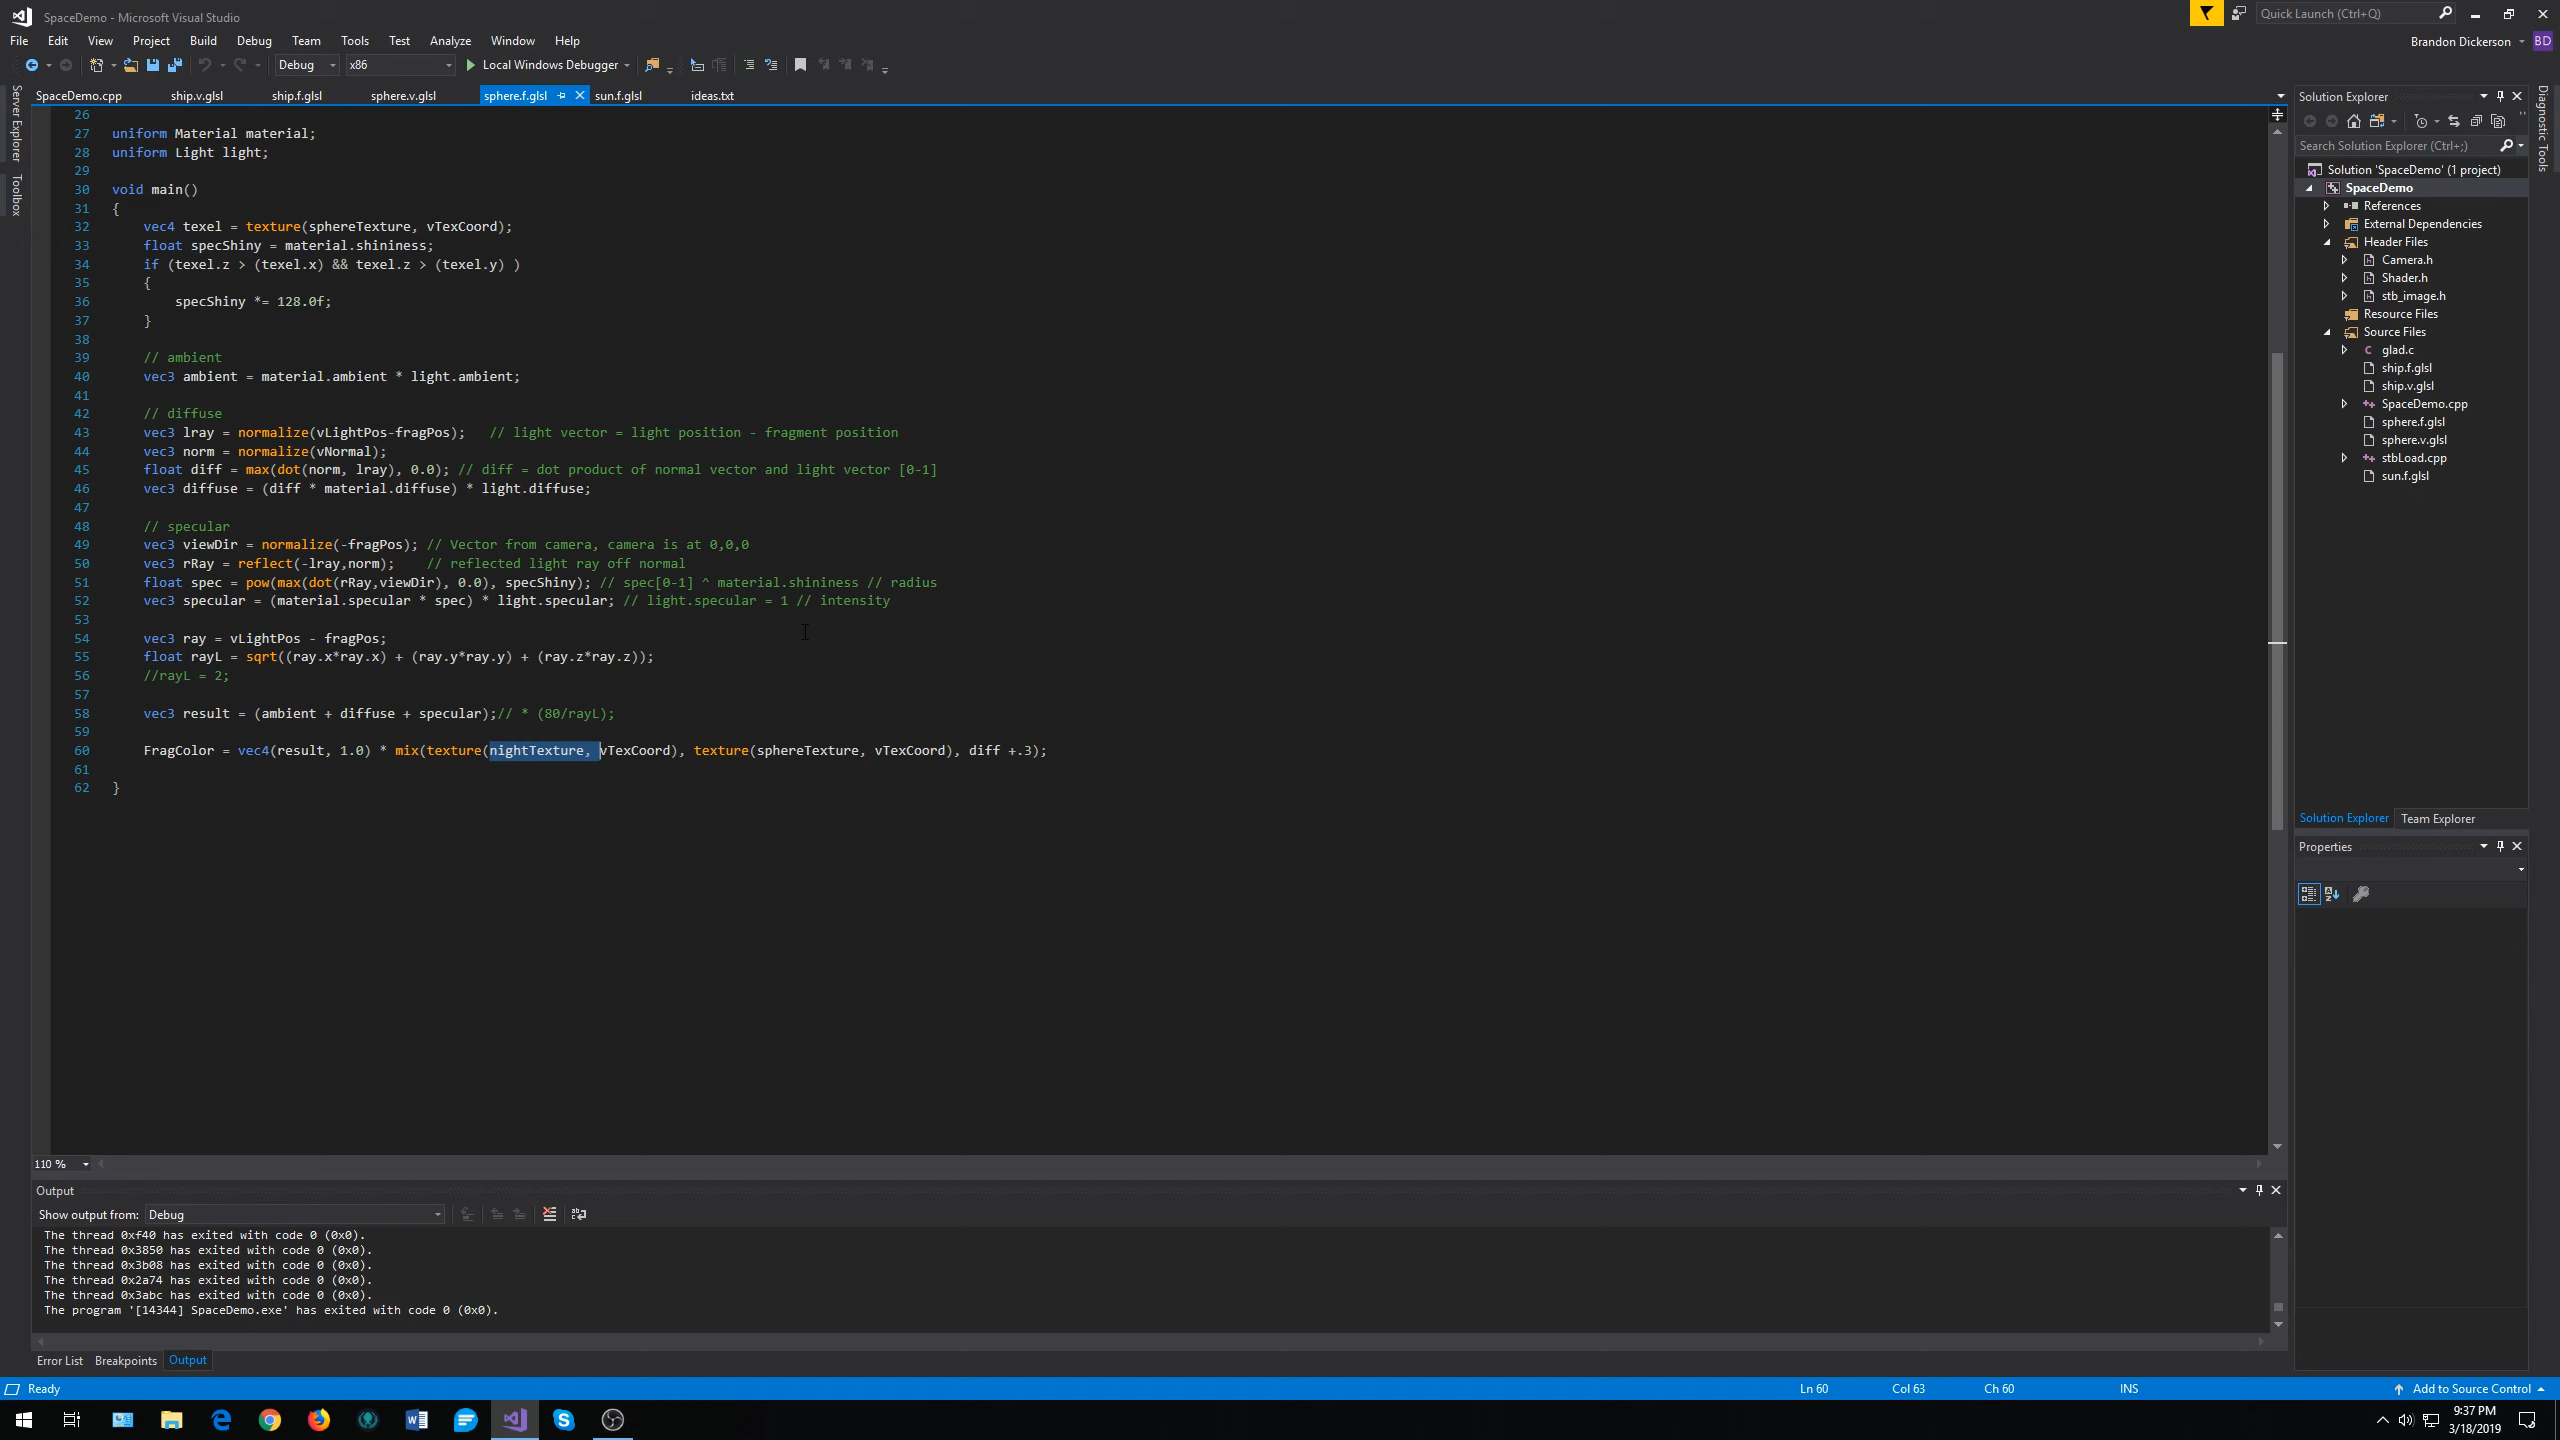 SpaceDemo - Microsoft Visual Studio
Quick Launch (Ctrl+Q)
File Edit View Project Build Debug Team Tools Test Analyze Window Help
Brandon Dickerson BD
Debug x86 Local Windows Debugger
Server Explorer
Toolbox
SpaceDemo.cpp ship.v.glsl ship.f.glsl sphere.v.glsl sphere.f.glsl sun.f.glsl ideas.txt
26
27 uniform Material material;
28 uniform Light light;
29
30 void main()
31 {
32 vec4 texel = texture(sphereTexture, vTexCoord);
33 float specShiny = material.shininess;
34 if (texel.z > (texel.x) && texel.z > (texel.y) )
35 {
36 specShiny *= 128.0f;
37 }
38
39 // ambient
40 vec3 ambient = material.ambient * light.ambient;
41
42 // diffuse
43 vec3 lray = normalize(vLightPos-fragPos); // light vector = light position - fragment position
44 vec3 norm = normalize(vNormal);
45 float diff = max(dot(norm, lray), 0.0); // diff = dot product of normal vector and light vector [0-1]
46 vec3 diffuse = (diff * material.diffuse) * light.diffuse;
47
48 // specular
49 vec3 viewDir = normalize(-fragPos); // Vector from camera, camera is at 0,0,0
50 vec3 rRay = reflect(-lray,norm); // reflected light ray off normal
51 float spec = pow(max(dot(rRay,viewDir), 0.0), specShiny); // spec[0-1] ^ material.shininess // radius
52 vec3 specular = (material.specular * spec) * light.specular; // light.specular = 1 // intensity
53
54 vec3 ray = vLightPos - fragPos;
55 float rayL = sqrt((ray.x*ray.x) + (ray.y*ray.y) + (ray.z*ray.z));
56 //rayL = 2;
57
58 vec3 result = (ambient + diffuse + specular);// * (80/rayL);
59
60 FragColor = vec4(result, 1.0) * mix(texture(nightTexture, vTexCoord), texture(sphereTexture, vTexCoord), diff +.3);
61
62 }
110 %
Output
Show output from: Debug
The thread 0xf40 has exited with code 0 (0x0).
The thread 0x3850 has exited with code 0 (0x0).
The thread 0x3b08 has exited with code 0 (0x0).
The thread 0x2a74 has exited with code 0 (0x0).
The thread 0x3abc has exited with code 0 (0x0).
The program '[14344] SpaceDemo.exe' has exited with code 0 (0x0).
Error List Breakpoints Output
Solution Explorer
Search Solution Explorer (Ctrl+;)
Solution 'SpaceDemo' (1 project)
SpaceDemo
References
External Dependencies
Header Files
Camera.h
Shader.h
stb_image.h
Resource Files
Source Files
glad.c
ship.f.glsl
ship.v.glsl
SpaceDemo.cpp
sphere.f.glsl
sphere.v.glsl
stbLoad.cpp
sun.f.glsl
Solution Explorer Team Explorer
Properties
Diagnostic Tools
Ready Ln 60 Col 63 Ch 60 INS Add to Source Control
9:37 PM
3/18/2019